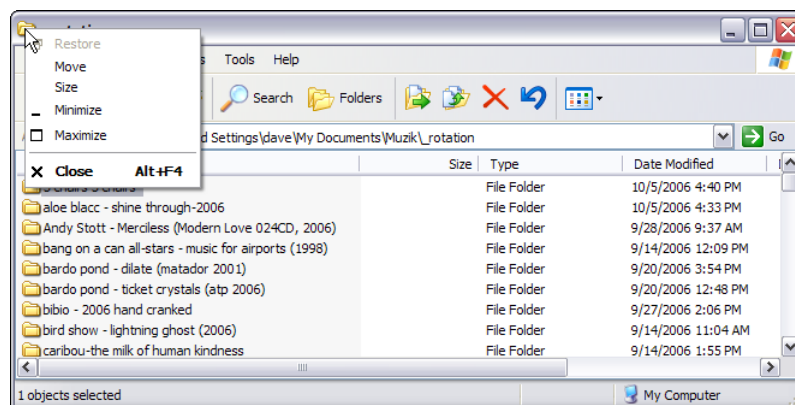 Restore
Move
Size
Minimize
Maximize
Close Alt+F4
Tools Help
Search Folders
d Settings\dave\My Documents\Muzik\_rotation Go
Size Type Date Modified
3 chairs-3 chairs File Folder 10/5/2006 4:40 PM
aloe blacc - shine through-2006 File Folder 10/5/2006 4:33 PM
Andy Stott - Merciless (Modern Love 024CD, 2006) File Folder 9/28/2006 9:37 AM
bang on a can all-stars - music for airports (1998) File Folder 9/14/2006 12:09 PM
bardo pond - dilate (matador 2001) File Folder 9/20/2006 3:54 PM
bardo pond - ticket crystals (atp 2006) File Folder 9/20/2006 12:48 PM
bibio - 2006 hand cranked File Folder 9/27/2006 2:06 PM
bird show - lightning ghost (2006) File Folder 9/14/2006 11:04 AM
caribou-the milk of human kindness File Folder 9/14/2006 1:55 PM
1 objects selected My Computer